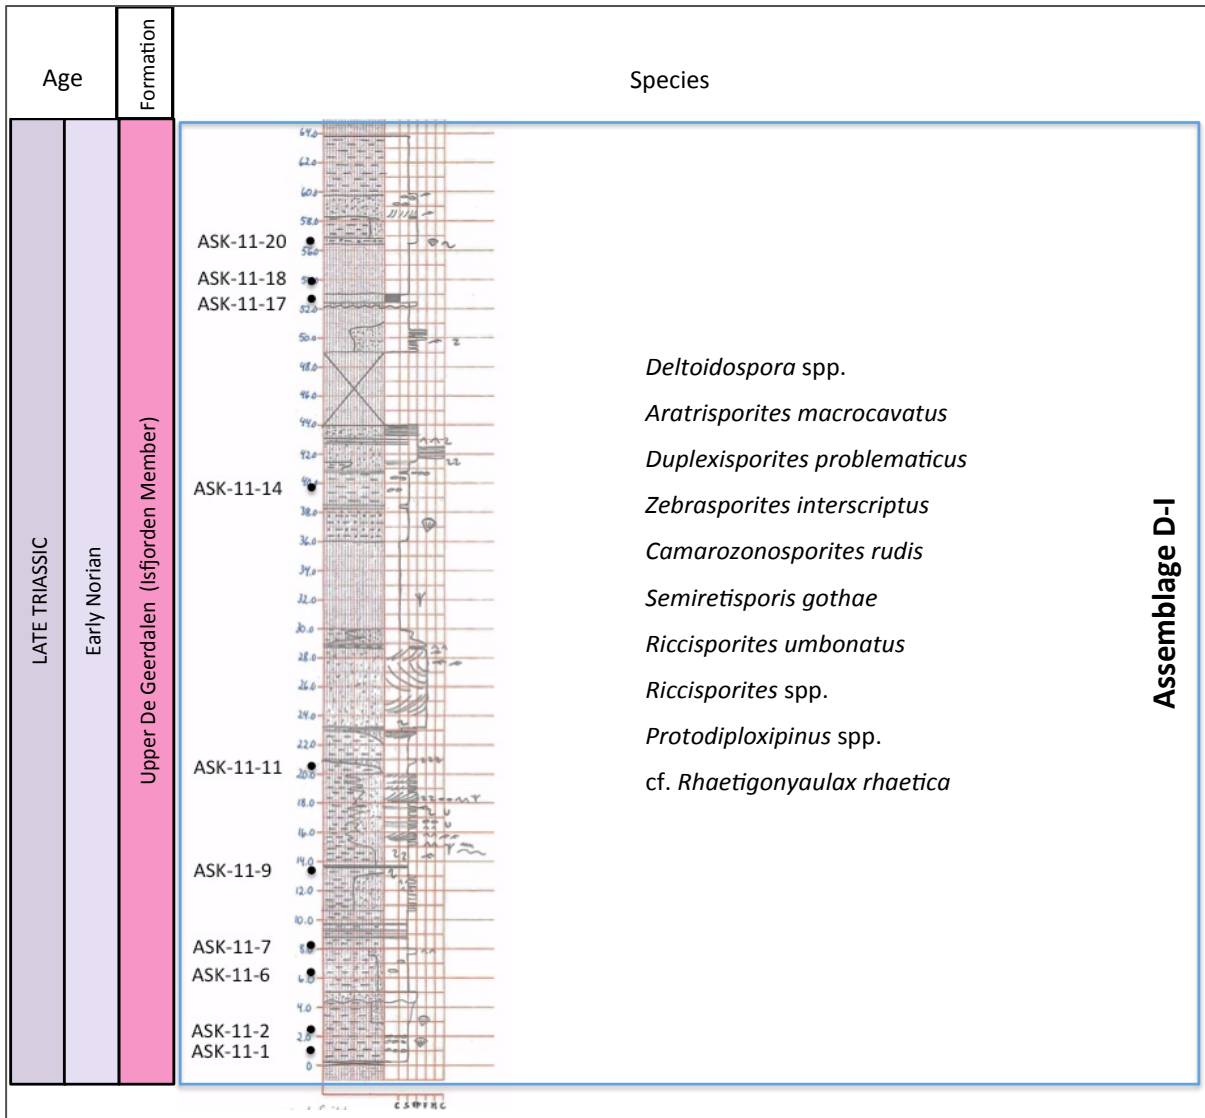 Age
Formation
Species
LATE TRIASSIC
Early Norian
Upper De Geerdalen (Isfjorden Member)
64.0
62.0
60.0
58.0
ASK-11-20
56.0
ASK-11-18
ASK-11-17
52.0
50.0
48.0
46.0
44.0
42.0
ASK-11-14
38.0
36.0
34.0
32.0
30.0
28.0
26.0
24.0
22.0
ASK-11-11
20.0
18.0
16.0
14.0
ASK-11-9
12.0
10.0
ASK-11-7
8.0
ASK-11-6
6.0
4.0
ASK-11-2
2.0
ASK-11-1
0
Deltoidospora spp.
Aratrisporites macrocavatus
Duplexisporites problematicus
Zebrasporites interscriptus
Camarozonosporites rudis
Semiretisporis gothae
Riccisporites umbonatus
Riccisporites spp.
Protodiploxipinus spp.
cf. Rhaetigonyaulax rhaetica
Assemblage D-I